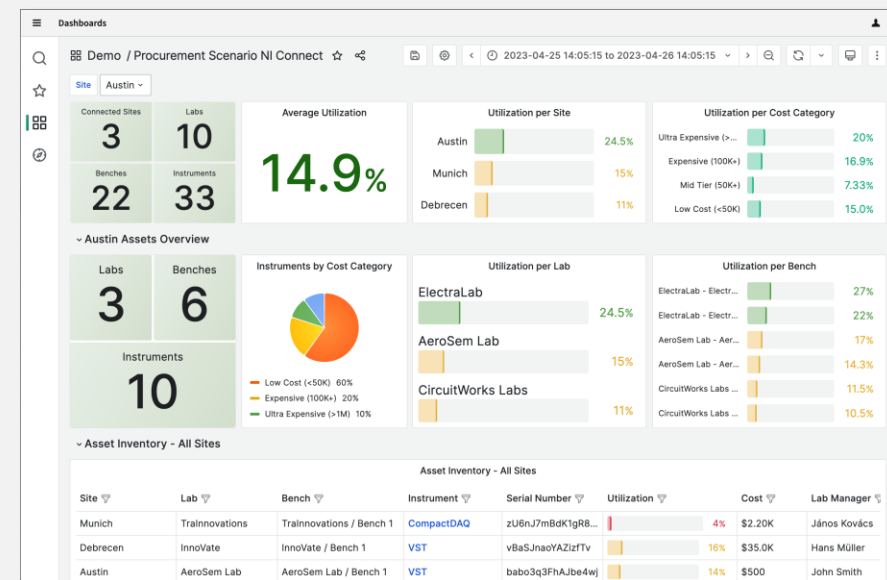 Dashboards
Demo / Procurement Scenario NI Connect
2023-04-25 14:05:15 to 2023-04-26 14:05:15
Site Austin
Connected Sites
3
Labs
10
Benches
22
Instruments
33
Average Utilization
14.9%
Utilization per Site
Austin 24.5%
Munich 15%
Debrecen 11%
Utilization per Cost Category
Ultra Expensive (>... 20%
Expensive (100K+) 16.9%
Mid Tier (50K+) 7.33%
Low Cost (<50K) 15.0%
Austin Assets Overview
Labs
3
Benches
6
Instruments
10
Instruments by Cost Category
Low Cost (<50K) 60%
Expensive (100K+) 20%
Ultra Expensive (>1M) 10%
Utilization per Lab
ElectraLab
24.5%
AeroSem Lab
15%
CircuitWorks Labs
11%
Utilization per Bench
ElectraLab - Electr... 27%
ElectraLab - Electr... 22%
AeroSem Lab - Aer... 17%
AeroSem Lab - Aer... 14.3%
CircuitWorks Labs ... 11.5%
CircuitWorks Labs ... 10.5%
Asset Inventory - All Sites
Asset Inventory - All Sites
Site Lab Bench Instrument Serial Number Utilization Cost Lab Manager
Munich TraInnovations TraInnovations / Bench 1 CompactDAQ zU6nJ7mBdK1gR8... 4% $2.20K János Kovács
Debrecen InnoVate InnoVate / Bench 1 VST vBaSJnaoYAZizfTv 16% $35.0K Hans Müller
Austin AeroSem Lab AeroSem Lab / Bench 1 VST babo3q3FhAJbe4wj 14% $500 John Smith